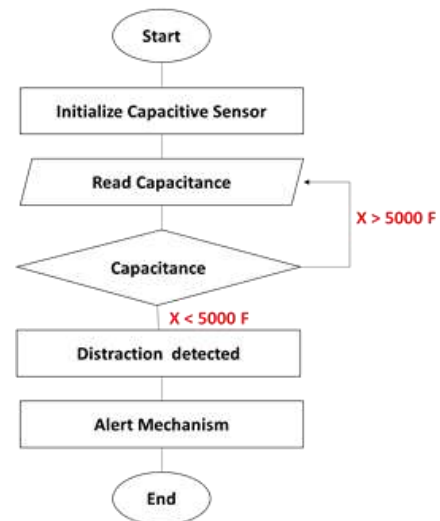 Start
Initialize Capacitive Sensor
Read Capacitance
X > 5000 F
Capacitance
X < 5000 F
Distraction detected
Alert Mechanism
End